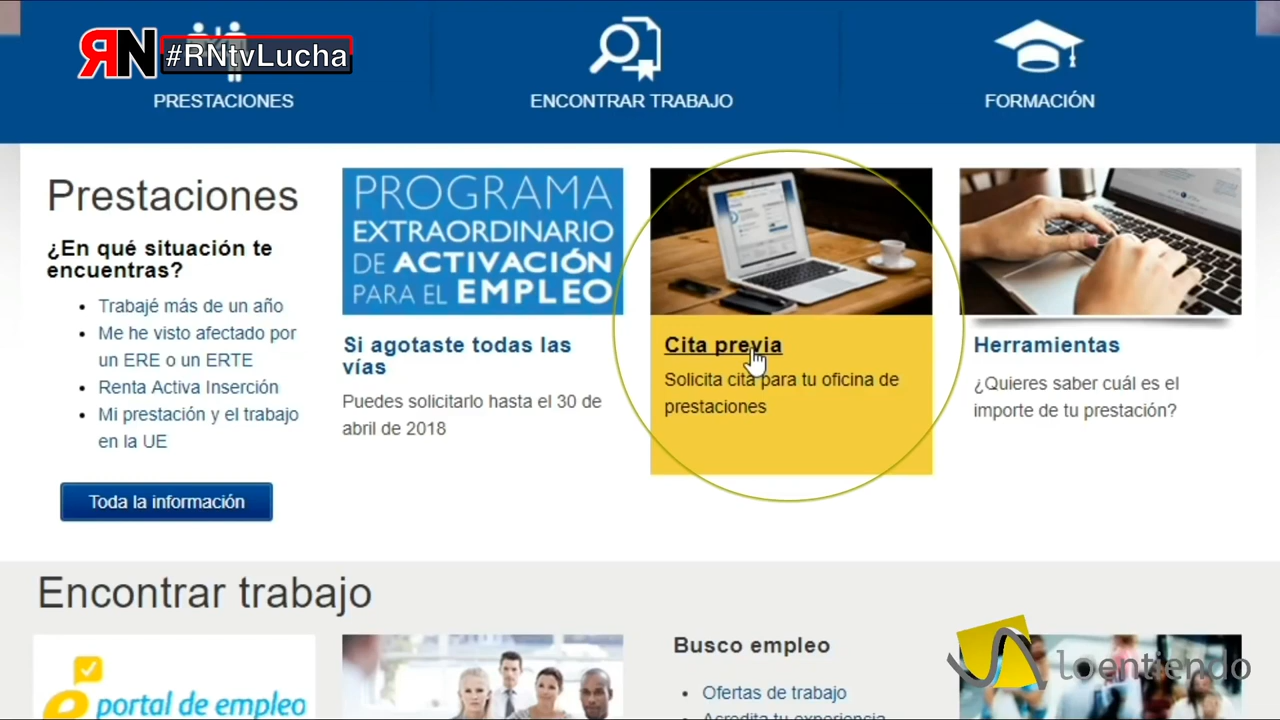 RN #RNtvLucha
PRESTACIONES
ENCONTRAR TRABAJO
FORMACIÓN
Prestaciones
¿En qué situación te
encuentras?
Trabajé más de un año
Me he visto afectado por
un ERE o un ERTE
Renta Activa Inserción
Mi prestación y el trabajo
en la UE
Toda la información
PROGRAMA
EXTRAORDINARIO
DE ACTIVACIÓN
PARA EL EMPLEO
Si agotaste todas las
vías
Puedes solicitarlo hasta el 30 de
abril de 2018
Cita previa
Solicita cita para tu oficina de
prestaciones
Herramientas
¿Quieres saber cuál es el
importe de tu prestación?
Encontrar trabajo
portal de empleo
Busco empleo
Ofertas de trabajo
Acredita tu experiencia
loentiendo